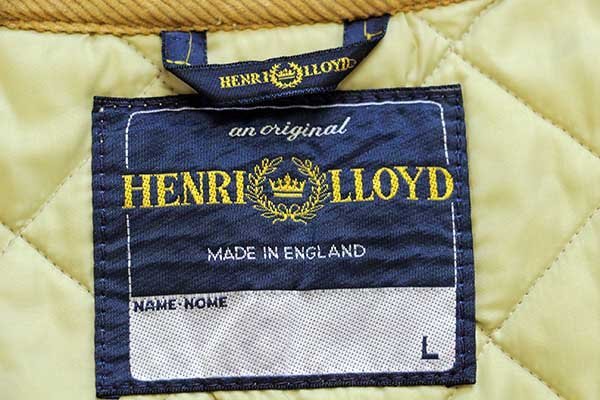 HENRI LLOYD
an original
HENRI LLOYD
MADE IN ENGLAND
NAME-NOME
L